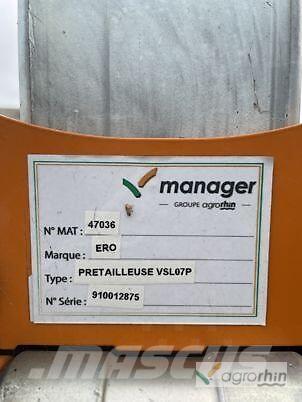 manager
GROUPE agrorhin
N° MAT : 47036
Marque : ERO
Type : PRETAILLEUSE VSL07P
N° Série : 910012875
MASCUS
agrorhin